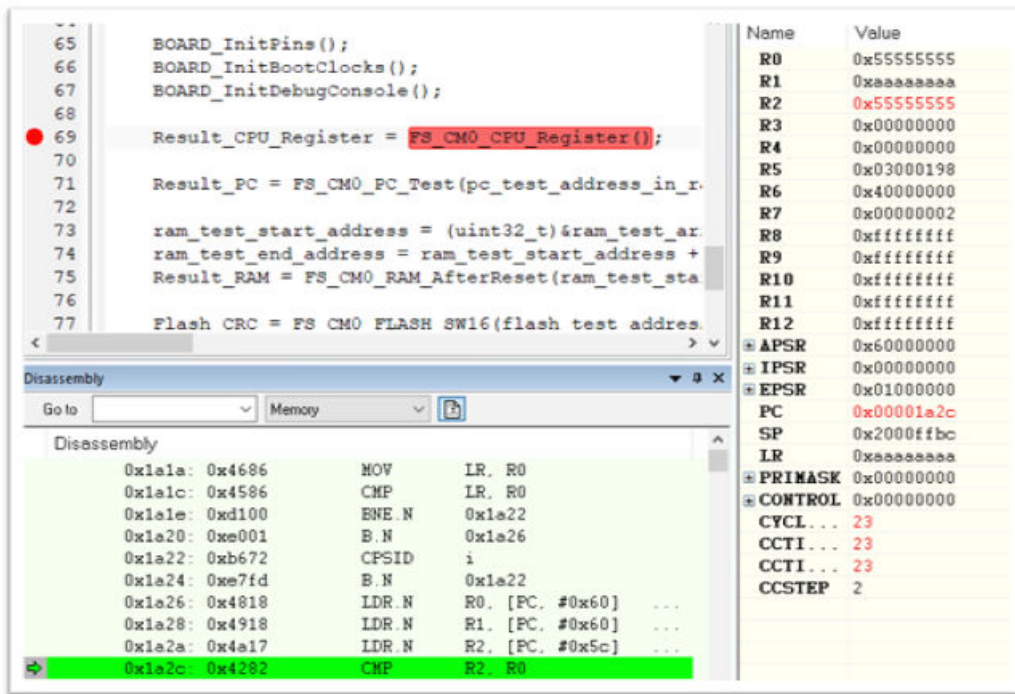 65 BOARD_InitPins();
66 BOARD_InitBootClocks();
67 BOARD_InitDebugConsole();
68
69 Result_CPU_Register = FS_CM0_CPU_Register();
70
71 Result_PC = FS_CM0_PC_Test(pc_test_address_in_r
72
73 ram_test_start_address = (uint32_t)&ram_test_ar
74 ram_test_end_address = ram_test_start_address +
75 Result_RAM = FS_CM0_RAM_AfterReset(ram_test_sta
76
77 Flash_CRC = FS_CM0_FLASH_SW16(flash_test_addres
Disassembly
Go to Memory
Disassembly
0x1a1a: 0x4686 MOV LR, R0
0x1a1c: 0x4586 CMP LR, R0
0x1a1e: 0xd100 BNE.N 0x1a22
0x1a20: 0xe001 B.N 0x1a26
0x1a22: 0xb672 CPSID i
0x1a24: 0xe7fd B.N 0x1a22
0x1a26: 0x4818 LDR.N R0, [PC, #0x60] ...
0x1a28: 0x4918 LDR.N R1, [PC, #0x60] ...
0x1a2a: 0x4a17 LDR.N R2, [PC, #0x5c] ...
0x1a2c: 0x4282 CMP R2, R0
Name Value
R0 0x55555555
R1 0xaaaaaaaa
R2 0x55555555
R3 0x00000000
R4 0x00000000
R5 0x03000198
R6 0x40000000
R7 0x00000002
R8 0xffffffff
R9 0xffffffff
R10 0xffffffff
R11 0xffffffff
R12 0xffffffff
APSR 0x60000000
IPSR 0x00000000
EPSR 0x01000000
PC 0x00001a2c
SP 0x2000ffbc
LR 0xaaaaaaaa
PRIMASK 0x00000000
CONTROL 0x00000000
CYCL... 23
CCTI... 23
CCTI... 23
CCSTEP 2